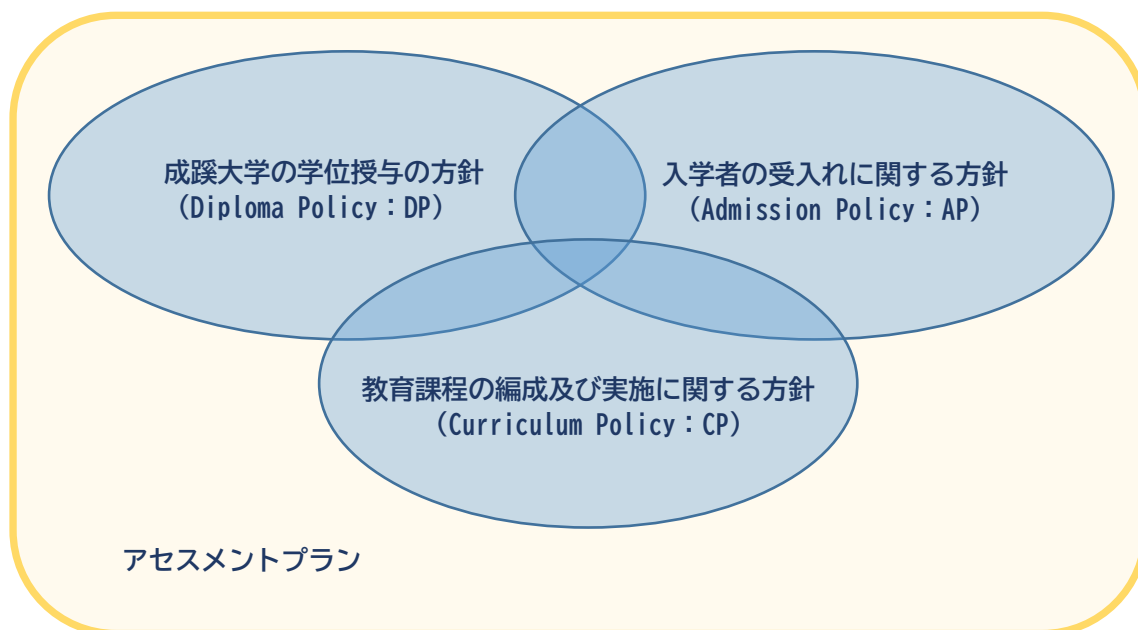 成蹊大学の学位授与の方針
（Diploma Policy：DP）
入学者の受入れに関する方針
（Admission Policy：AP）
教育課程の編成及び実施に関する方針
（Curriculum Policy：CP）
アセスメントプラン